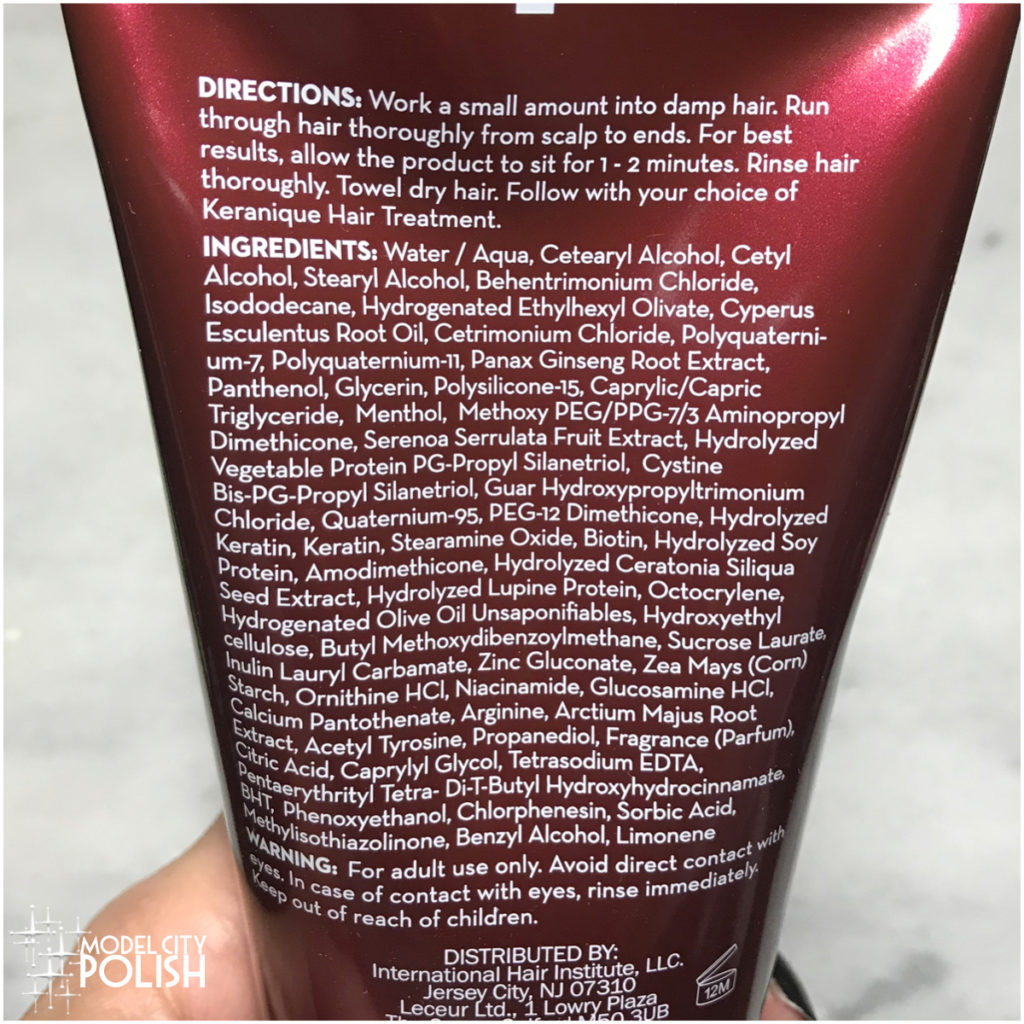 DIRECTIONS: Work a small amount into damp hair. Run
through hair thoroughly from scalp to ends. For best
results, allow the product to sit for 1 - 2 minutes. Rinse hair
thoroughly. Towel dry hair. Follow with your choice of
Keranique Hair Treatment.
INGREDIENTS: Water / Aqua, Cetearyl Alcohol, Cetyl
Alcohol, Stearyl Alcohol, Behentrimonium Chloride,
Isododecane, Hydrogenated Ethylhexyl Olivate, Cyperus
Esculentus Root Oil, Cetrimonium Chloride, Polyquaterni-
um-7, Polyquaternium-11, Panax Ginseng Root Extract,
Panthenol, Glycerin, Polysilicone-15, Caprylic/Capric
Triglyceride, Menthol, Methoxy PEG/PPG-7/3 Aminopropyl
Dimethicone, Serenoa Serrulata Fruit Extract, Hydrolyzed
Vegetable Protein PG-Propyl Silanetriol, Cystine
Bis-PG-Propyl Silanetriol, Guar Hydroxypropyltrimonium
Chloride, Quaternium-95, PEG-12 Dimethicone, Hydrolyzed
Keratin, Keratin, Stearamine Oxide, Biotin, Hydrolyzed Soy
Protein, Amodimethicone, Hydrolyzed Ceratonia Siliqua
Seed Extract, Hydrolyzed Lupine Protein, Octocrylene,
Hydrogenated Olive Oil Unsaponifiables, Hydroxyethyl
cellulose, Butyl Methoxydibenzoylmethane, Sucrose Laurate,
Inulin Lauryl Carbamate, Zinc Gluconate, Zea Mays (Corn)
Starch, Ornithine HCl, Niacinamide, Glucosamine HCl,
Calcium Pantothenate, Arginine, Arctium Majus Root
Extract, Acetyl Tyrosine, Propanediol, Fragrance (Parfum),
Citric Acid, Caprylyl Glycol, Tetrasodium EDTA,
Pentaerythrityl Tetra- Di-T-Butyl Hydroxyhydrocinnamate,
BHT, Phenoxyethanol, Chlorphenesin, Sorbic Acid,
Methylisothiazolinone, Benzyl Alcohol, Limonene
WARNING: For adult use only. Avoid direct contact with
eyes. In case of contact with eyes, rinse immediately.
Keep out of reach of children.
DISTRIBUTED BY:
International Hair Institute, LLC.
Jersey City, NJ 07310
Leceur Ltd., 1 Lowry Plaza
M50 3UB
12M
MODEL CITY
POLISH